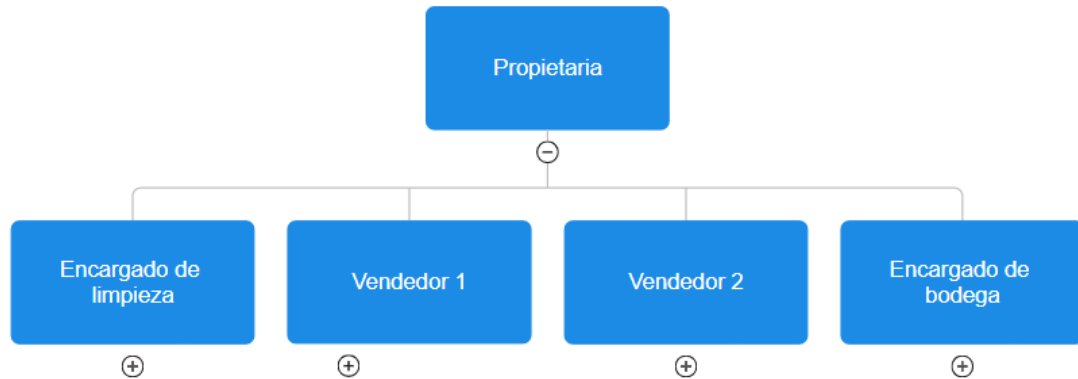 Propietaria
Encargado de
limpieza
Vendedor 1
Vendedor 2
Encargado de
bodega